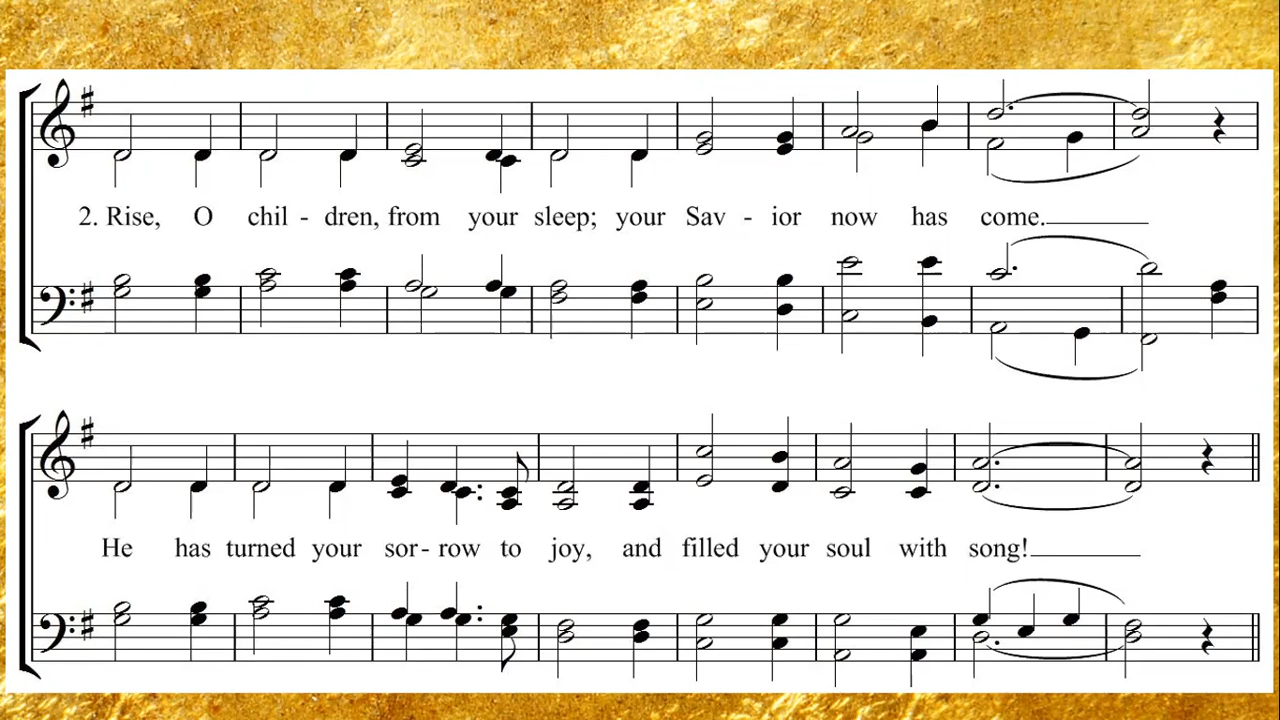 2. Rise, O chil - dren, from your sleep; your Sav - ior now has come.
He has turned your sor - row to joy, and filled your soul with song!